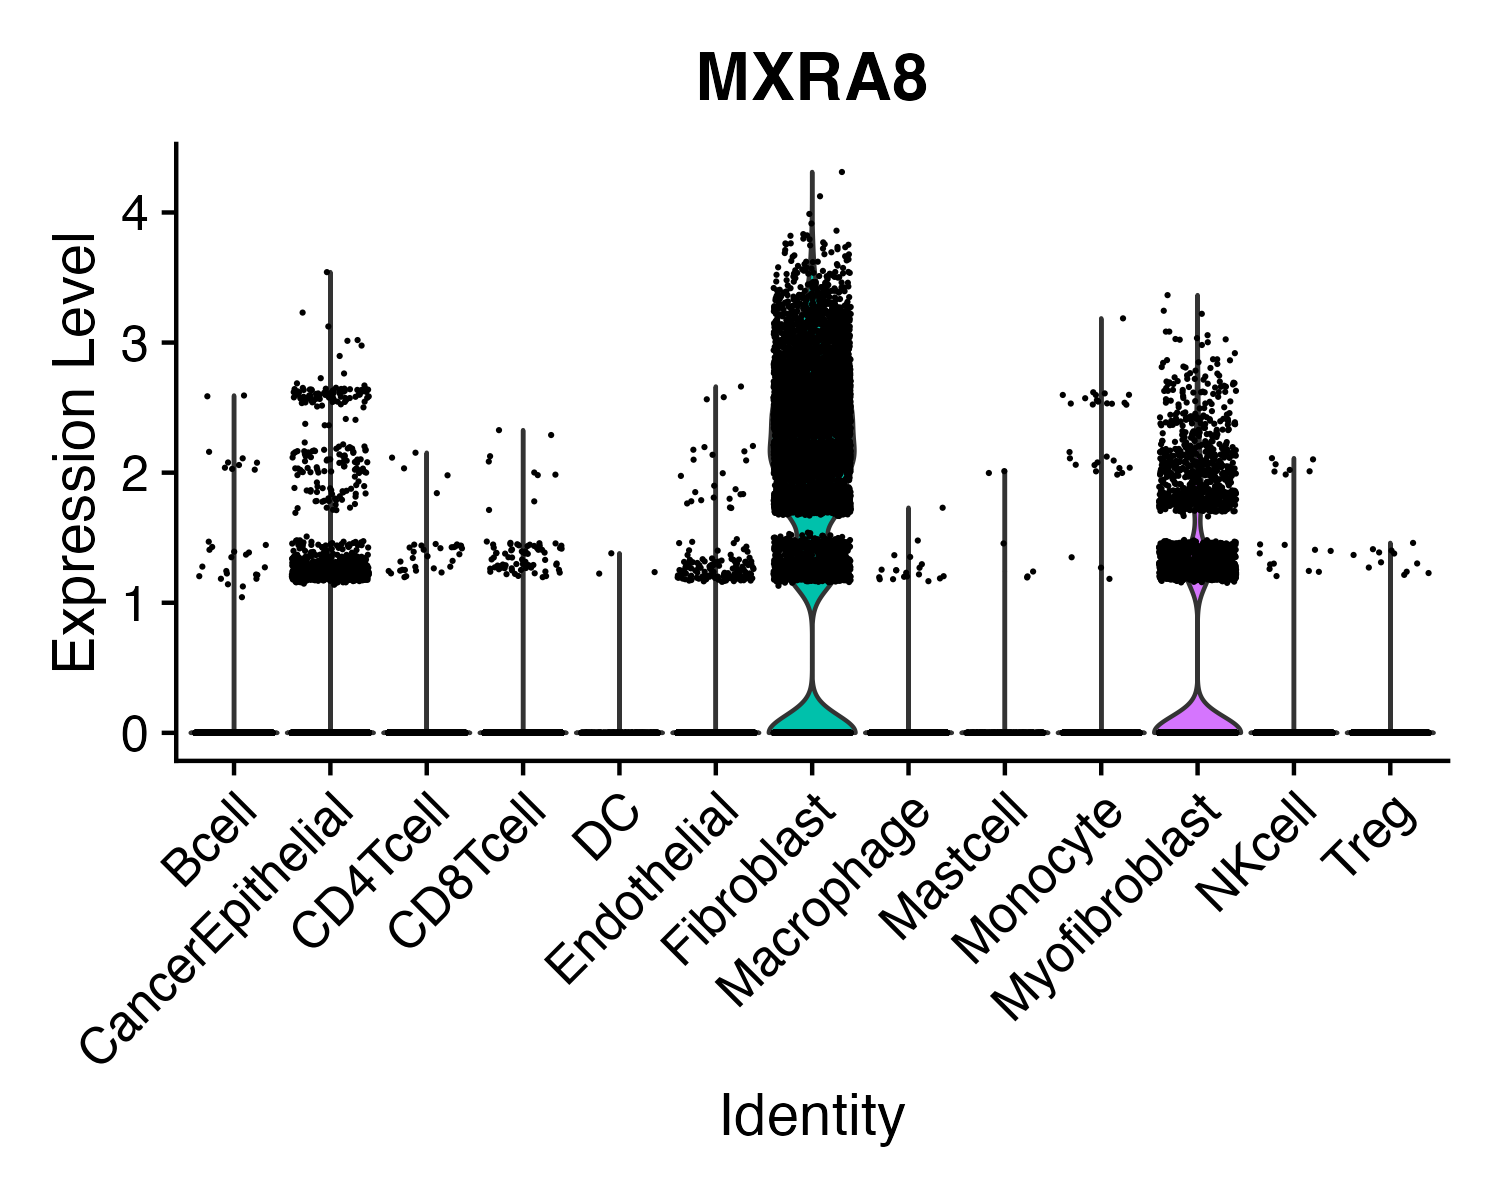 MXRA8
Expression Level
4
3
2
1
0
Bcell
CancerEpithelial
CD4Tcell
CD8Tcell
DC
Endothelial
Fibroblast
Macrophage
Mastcell
Monocyte
Myofibroblast
NKcell
Treg
Identity